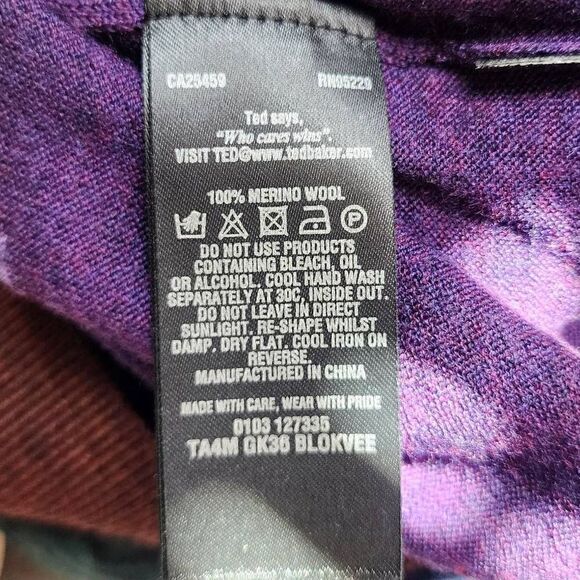 CA25459 RN05220
Ted says,
"Who cares wins".
VISIT TED@www.tedbaker.com
100% MERINO WOOL
P
DO NOT USE PRODUCTS
CONTAINING BLEACH, OIL
OR ALCOHOL. COOL HAND WASH
SEPARATELY AT 30C, INSIDE OUT.
DO NOT LEAVE IN DIRECT
SUNLIGHT. RE-SHAPE WHILST
DAMP. DRY FLAT. COOL IRON ON
REVERSE.
MANUFACTURED IN CHINA
MADE WITH CARE, WEAR WITH PRIDE
0103 127335
TA4M GK36 BLOKVEE